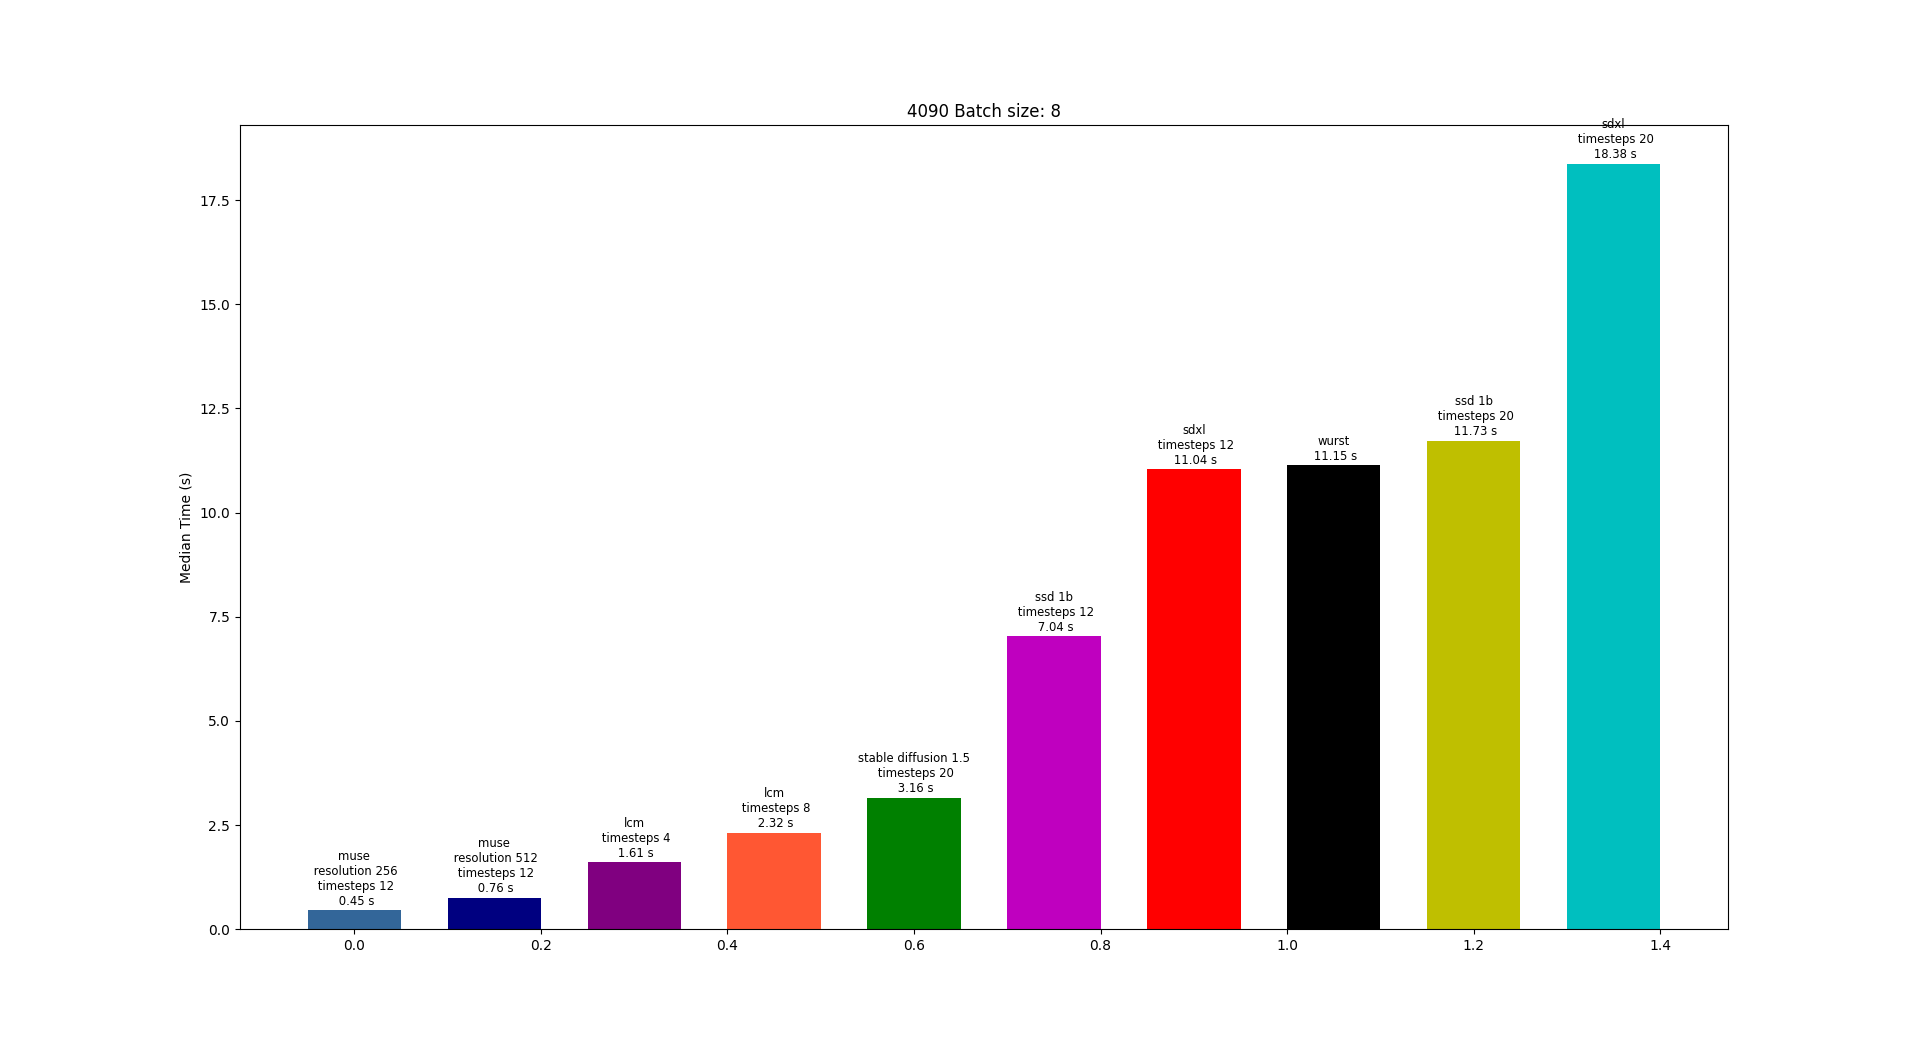 4090 Batch size: 8
Median Time (s)
17.5
15.0
12.5
10.0
7.5
5.0
2.5
0.0
muse
resolution 256
timesteps 12
0.45 s
muse
resolution 512
timesteps 12
0.76 s
lcm
timesteps 4
1.61 s
lcm
timesteps 8
2.32 s
stable diffusion 1.5
timesteps 20
3.16 s
ssd 1b
timesteps 12
7.04 s
sdxl
timesteps 12
11.04 s
wurst
11.15 s
ssd 1b
timesteps 20
11.73 s
sdxl
timesteps 20
18.38 s
0.0
0.2
0.4
0.6
0.8
1.0
1.2
1.4